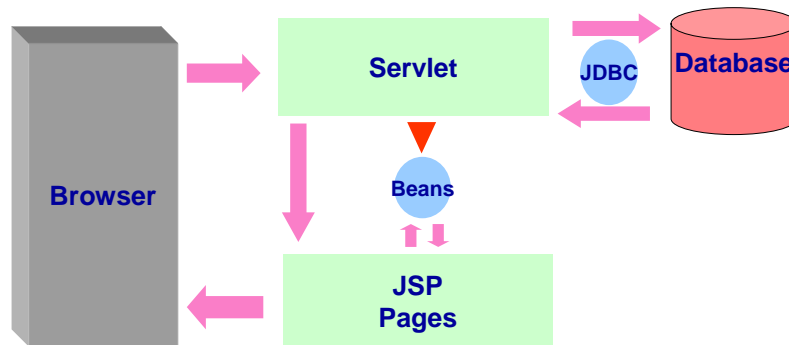 Servlet
JDBC
Database
Browser
Beans
JSP
Pages